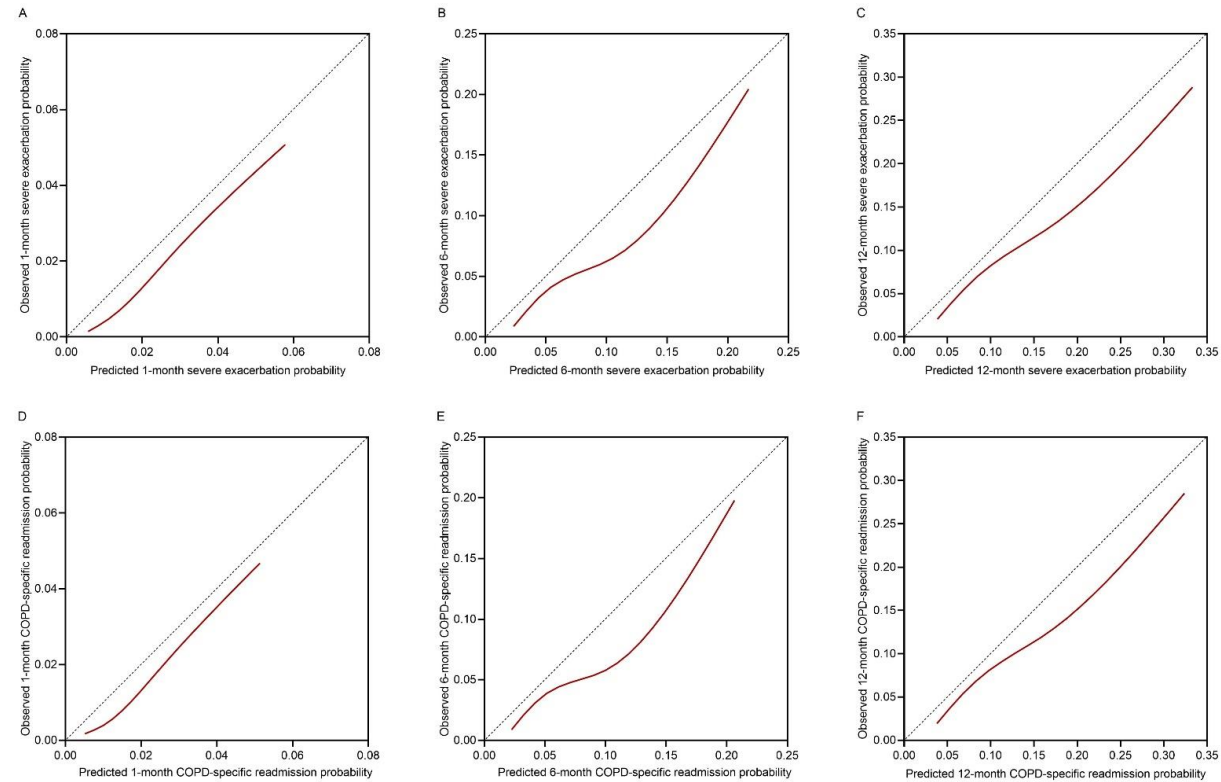 A
Observed 1-month severe exacerbation probability
0.08
0.06
0.04
0.02
0.00
0.00 0.02 0.04 0.06 0.08
Predicted 1-month severe exacerbation probability
B
Observed 6-month severe exacerbation probability
0.25
0.20
0.15
0.10
0.05
0.00
0.00 0.05 0.10 0.15 0.20 0.25
Predicted 6-month severe exacerbation probability
C
Observed 12-month severe exacerbation probability
0.35
0.30
0.25
0.20
0.15
0.10
0.05
0.00
0.00 0.05 0.10 0.15 0.20 0.25 0.30 0.35
Predicted 12-month severe exacerbation probability
D
Observed 1-month COPD-specific readmission probability
0.08
0.06
0.04
0.02
0.00
0.00 0.02 0.04 0.06 0.08
Predicted 1-month COPD-specific readmission probability
E
Observed 6-month COPD-specific readmission probability
0.25
0.20
0.15
0.10
0.05
0.00
0.00 0.05 0.10 0.15 0.20 0.25
Predicted 6-month COPD-specific readmission probability
F
Observed 12-month COPD-specific readmission probability
0.35
0.30
0.25
0.20
0.15
0.10
0.05
0.00
0.00 0.05 0.10 0.15 0.20 0.25 0.30 0.35
Predicted 12-month COPD-specific readmission probability